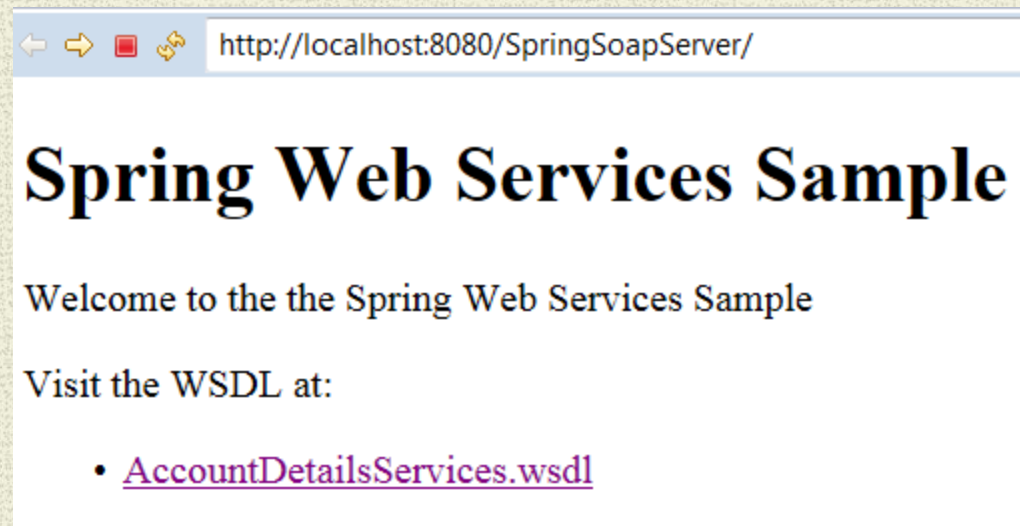 http://localhost:8080/SpringSoapServer/
Spring Web Services Sample
Welcome to the the Spring Web Services Sample
Visit the WSDL at:
• AccountDetailsServices.wsdl